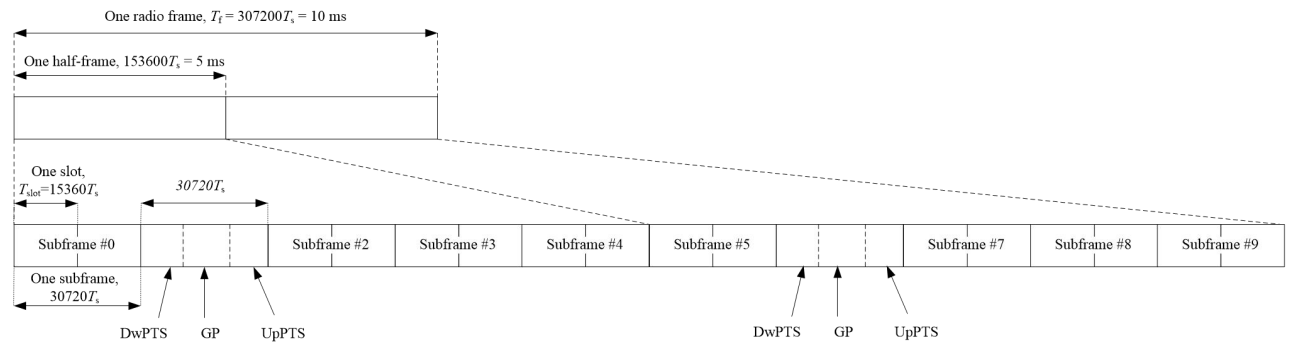 One radio frame, Tf = 307200Ts = 10 ms
One half-frame, 153600Ts = 5 ms
One slot,
Tslot=15360Ts
30720Ts
Subframe #0
Subframe #2
Subframe #3
Subframe #4
Subframe #5
Subframe #7
Subframe #8
Subframe #9
One subframe,
30720Ts
DwPTS
GP
UpPTS
DwPTS
GP
UpPTS